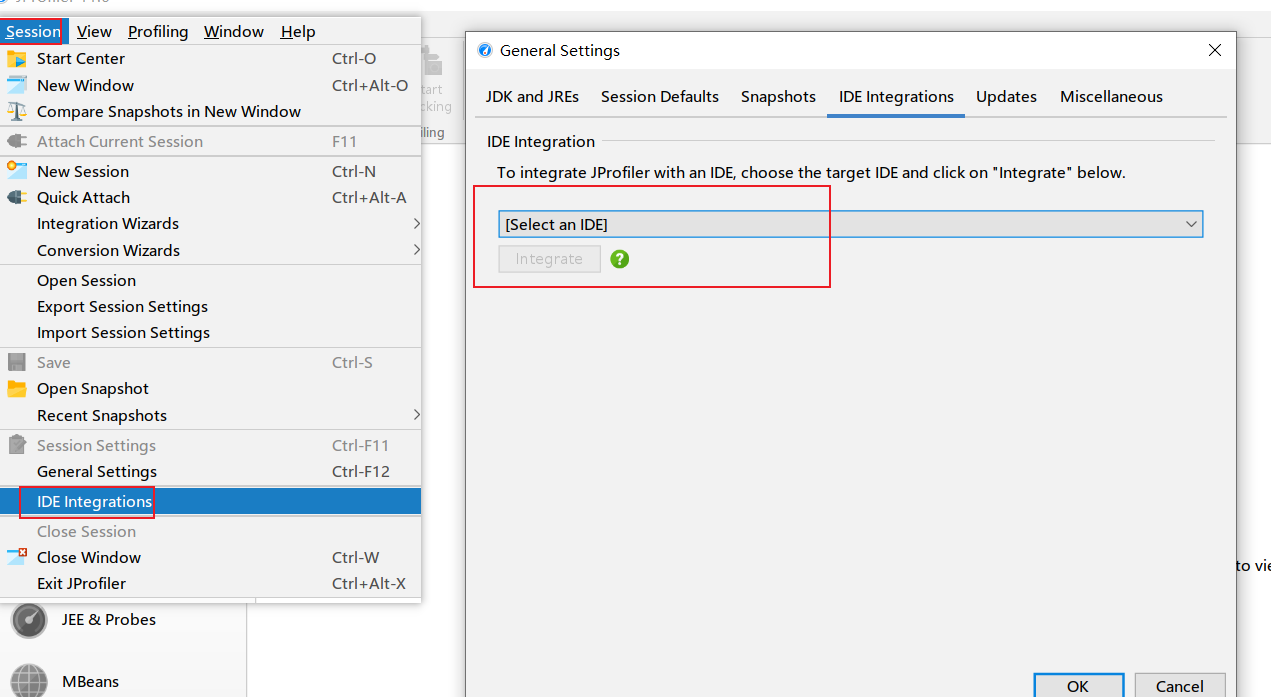 Session View Profiling Window Help
Start Center Ctrl-O
New Window Ctrl+Alt-O
Compare Snapshots in New Window
Attach Current Session F11
New Session Ctrl-N
Quick Attach Ctrl+Alt-A
Integration Wizards
Conversion Wizards
Open Session
Export Session Settings
Import Session Settings
Save Ctrl-S
Open Snapshot
Recent Snapshots
Session Settings Ctrl-F11
General Settings Ctrl-F12
IDE Integrations
Close Session
Close Window Ctrl-W
Exit JProfiler Ctrl+Alt-X
JEE & Probes
MBeans
tart
cking
iling
General Settings
JDK and JREs Session Defaults Snapshots IDE Integrations Updates Miscellaneous
IDE Integration
To integrate JProfiler with an IDE, choose the target IDE and click on "Integrate" below.
[Select an IDE]
Integrate ?
OK Cancel
to vie